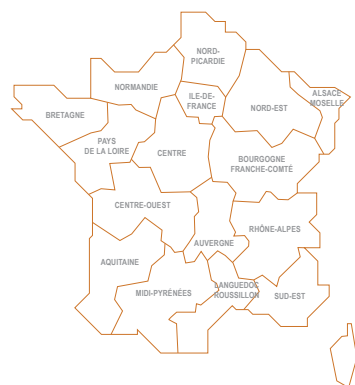 NORD-
PICARDIE
NORMANDIE
ILE-DE-
FRANCE
ALSACE
MOSELLE
NORD-EST
BRETAGNE
PAYS
DE LA LOIRE
CENTRE
BOURGOGNE
FRANCHE-COMTÉ
CENTRE-OUEST
RHÔNE-ALPES
AUVERGNE
AQUITAINE
MIDI-PYRÉNÉES
LANGUEDOC
ROUSSILLON
SUD-EST